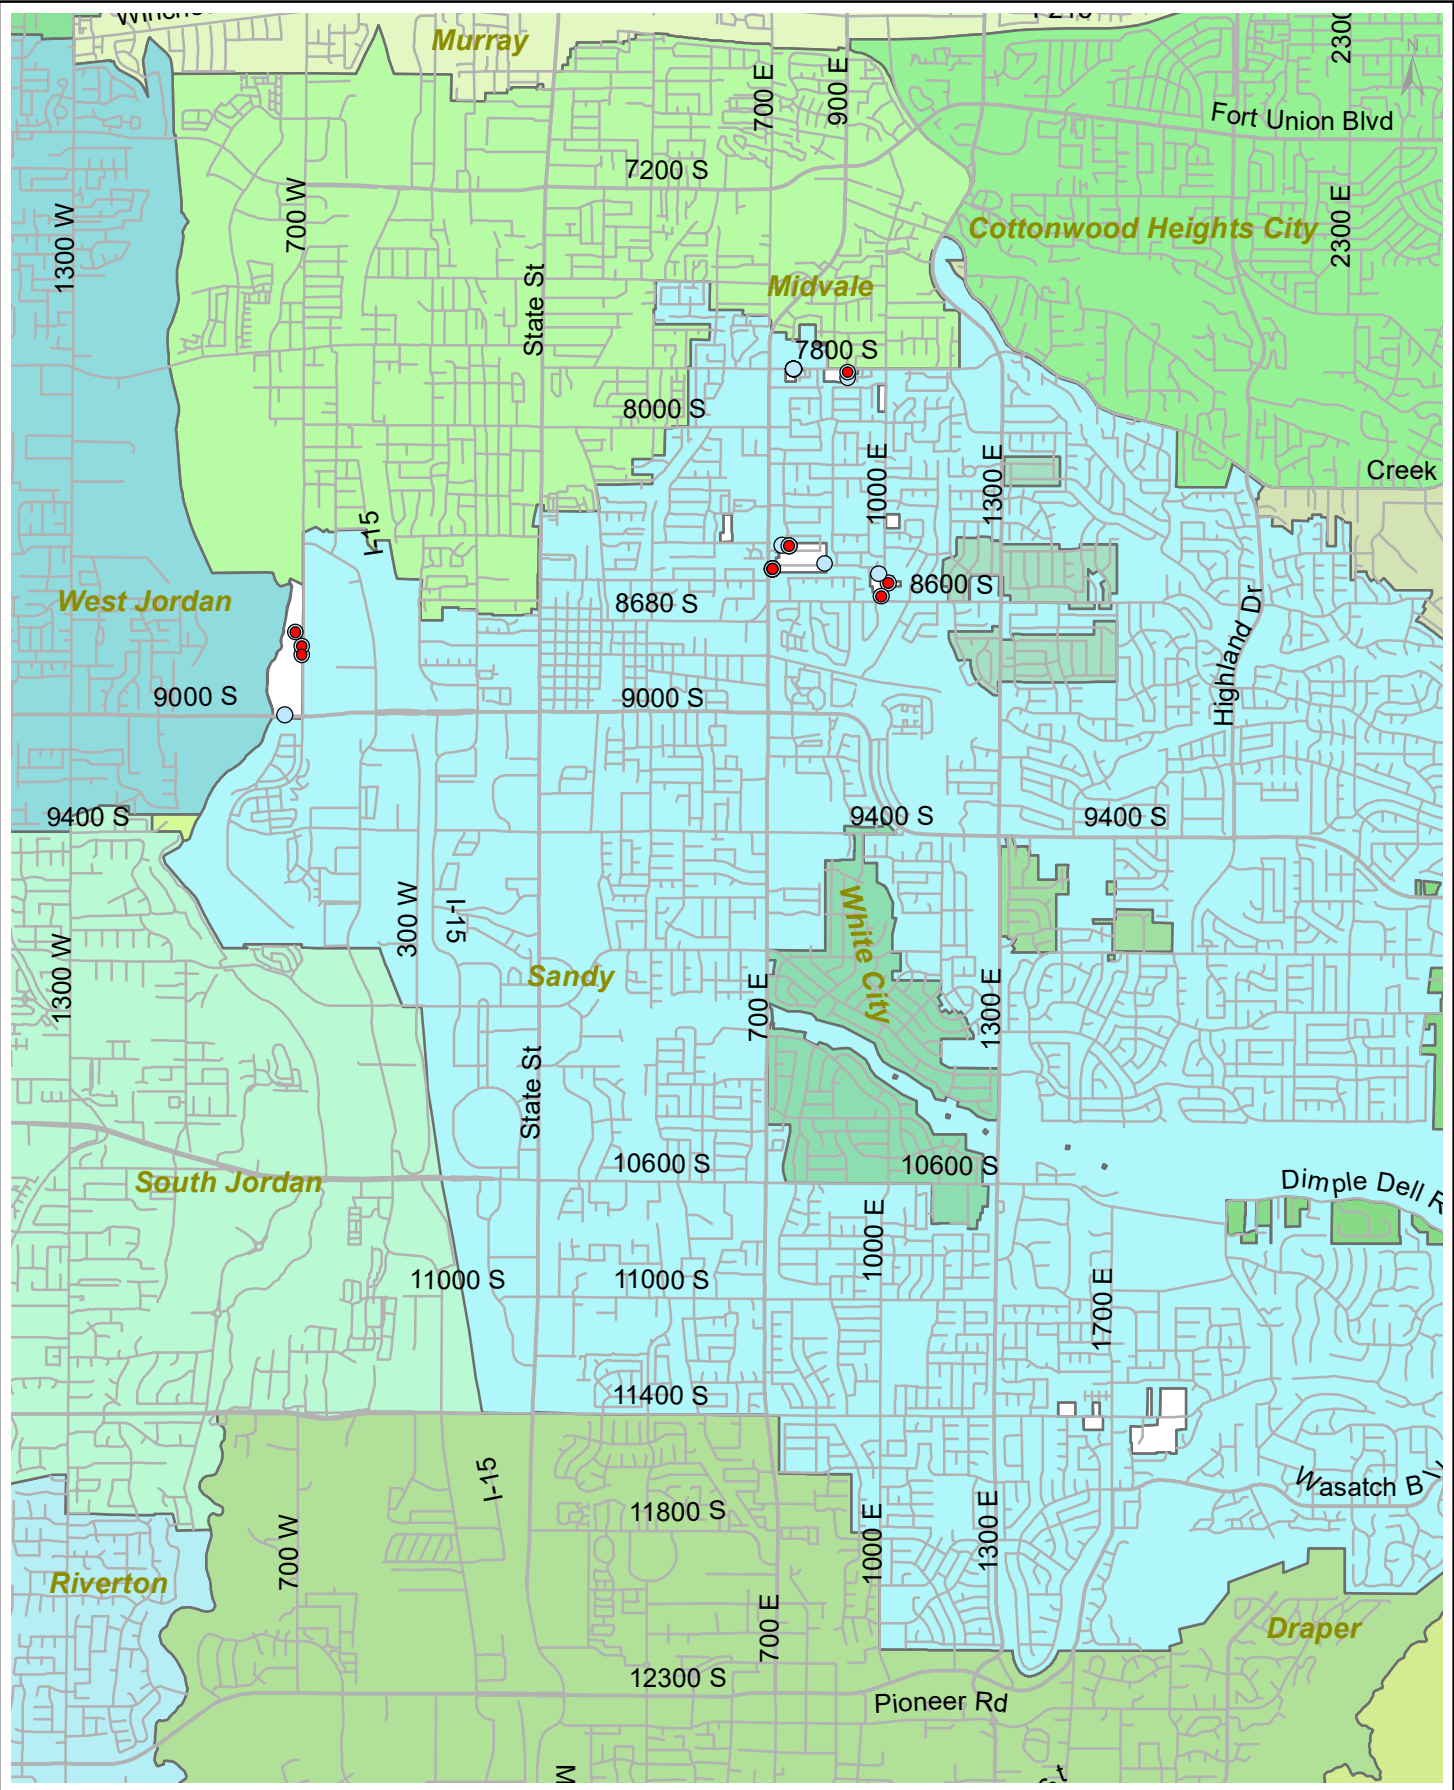 Murray
2300
700 E
900 E
Fort Union Blvd
7200 S
700 W
1300 W
2300 E
Cottonwood Heights City
N
State St
Midvale
7800 S
8000 S
1000 E
1300 E
Creek
I-15
8600 S
West Jordan
8680 S
Highland Dr
9000 S
9000 S
9400 S
9400 S
9400 S
300 W
I-15
White City
1300 W
Sandy
700 E
1300 E
State St
10600 S
10600 S
South Jordan
Dimple Dell R
1000 E
11000 S
11000 S
1700 E
11400 S
I-15
Wasatch Blv
11800 S
700 W
1000 E
1300 E
Riverton
700 E
Draper
12300 S
Pioneer Rd
M